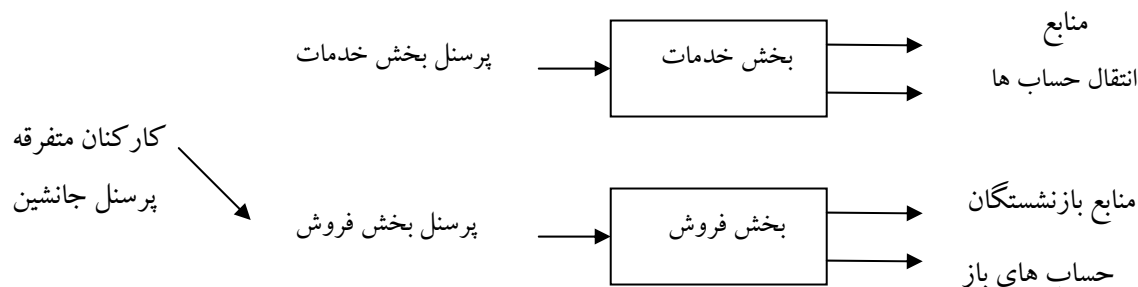 منابع
پرسنل بخش خدمات
بخش خدمات
انتقال حساب ها
کارکنان متفرقه
پرسنل جانشین
منابع بازنشستگان
پرسنل بخش فروش
بخش فروش
حساب های باز